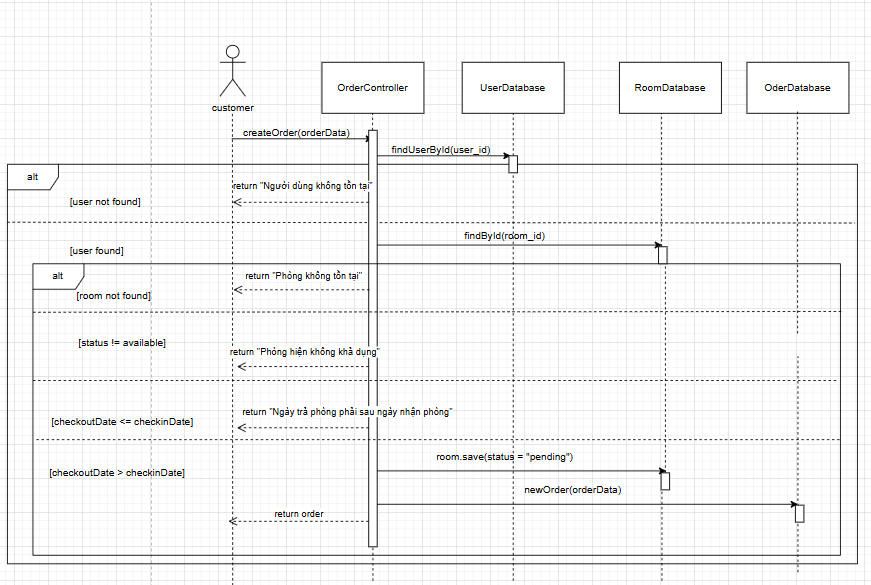 customer
OrderController
UserDatabase
RoomDatabase
OderDatabase
createOrder(orderData)
findUserById(user_id)
alt
return "Người dùng không tồn tại"
[user not found]
findById(room_id)
[user found]
alt
return "Phòng không tồn tại"
[room not found]
[status != available]
return "Phòng hiện không khả dụng"
return "Ngày trả phòng phải sau ngày nhận phòng"
[checkoutDate <= checkinDate]
room.save(status = "pending")
[checkoutDate > checkinDate]
newOrder(orderData)
return order